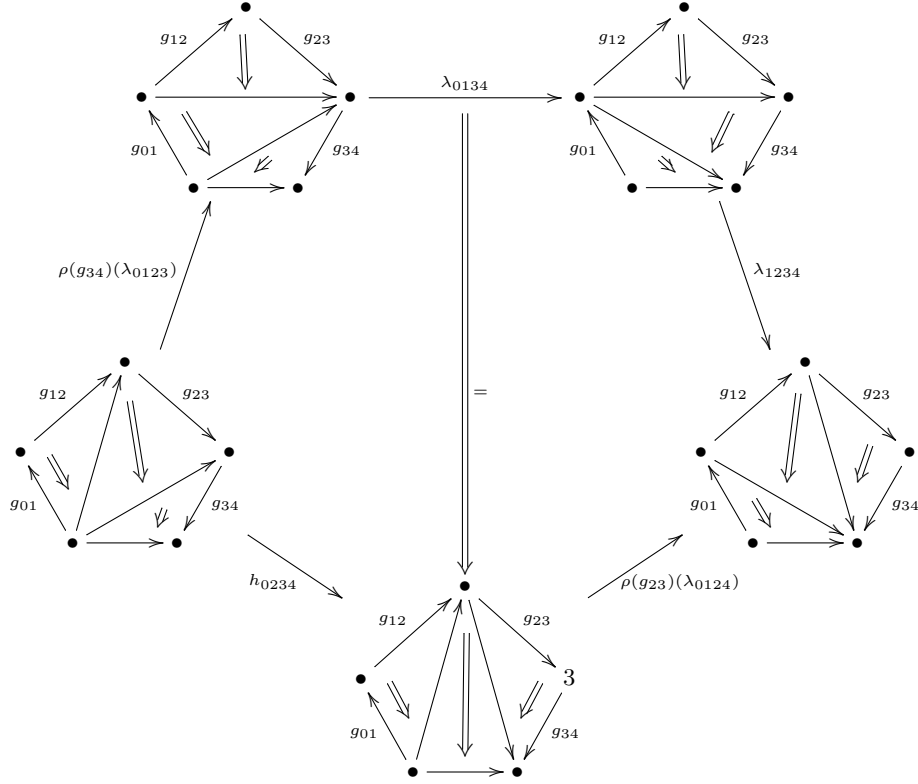 g₁₂ g₂₃ g₁₂ g₂₃
λ₀₁₃₄
g₀₁ g₃₄ g₀₁ g₃₄
ρ(g₃₄)(λ₀₁₂₃) λ₁₂₃₄
g₁₂ g₂₃ = g₁₂ g₂₃
g₀₁ g₃₄ g₀₁ g₃₄
h₀₂₃₄ ρ(g₂₃)(λ₀₁₂₄)
g₁₂ g₂₃
3
g₀₁ g₃₄